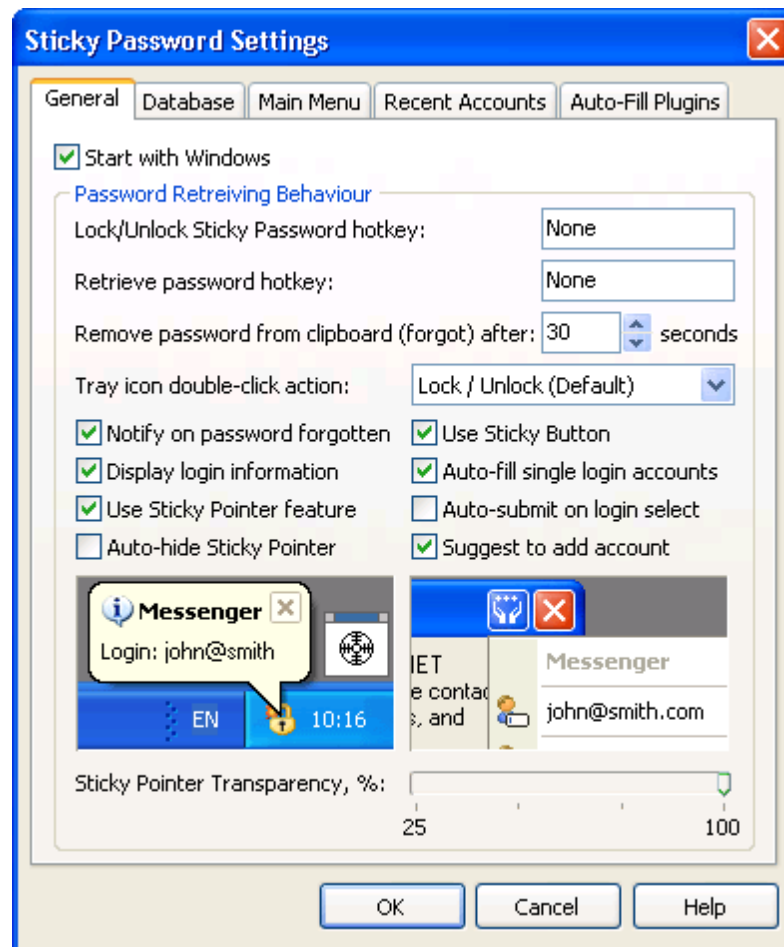 Sticky Password Settings
General Database Main Menu Recent Accounts Auto-Fill Plugins
Start with Windows
Password Retreiving Behaviour
Lock/Unlock Sticky Password hotkey: None
Retrieve password hotkey: None
Remove password from clipboard (forgot) after: 30 seconds
Tray icon double-click action: Lock / Unlock (Default)
Notify on password forgotten Use Sticky Button
Display login information Auto-fill single login accounts
Use Sticky Pointer feature Auto-submit on login select
Auto-hide Sticky Pointer Suggest to add account
Messenger
Login: john@smith
EN 10:16
IET
e contac
s, and
Messenger
john@smith.com
Sticky Pointer Transparency, %:
25 100
OK Cancel Help